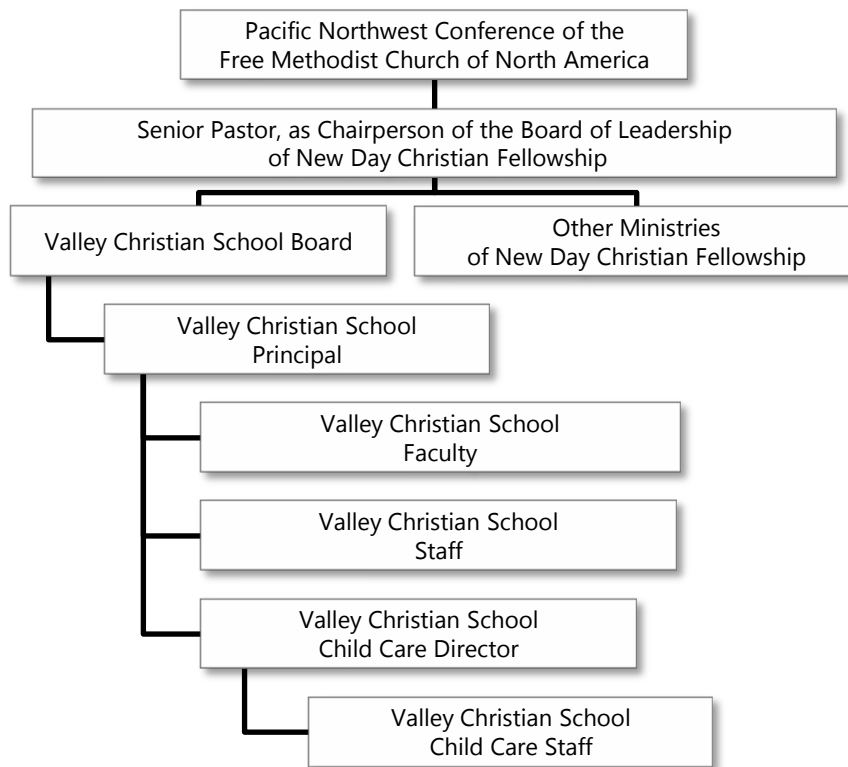 Pacific Northwest Conference of the
Free Methodist Church of North America
Senior Pastor, as Chairperson of the Board of Leadership
of New Day Christian Fellowship
Valley Christian School Board
Other Ministries
of New Day Christian Fellowship
Valley Christian School
Principal
Valley Christian School
Faculty
Valley Christian School
Staff
Valley Christian School
Child Care Director
Valley Christian School
Child Care Staff